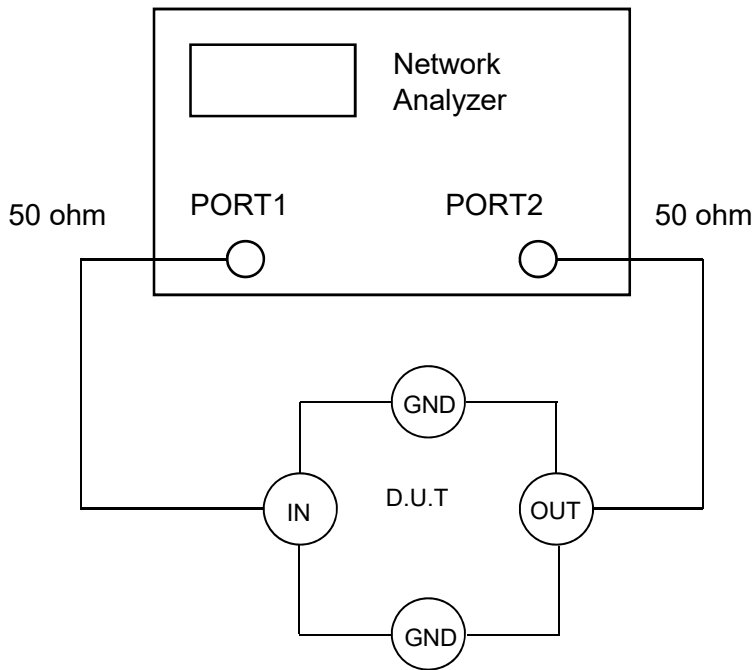 Network
Analyzer
50 ohm
PORT1
PORT2
50 ohm
GND
IN
D.U.T
OUT
GND